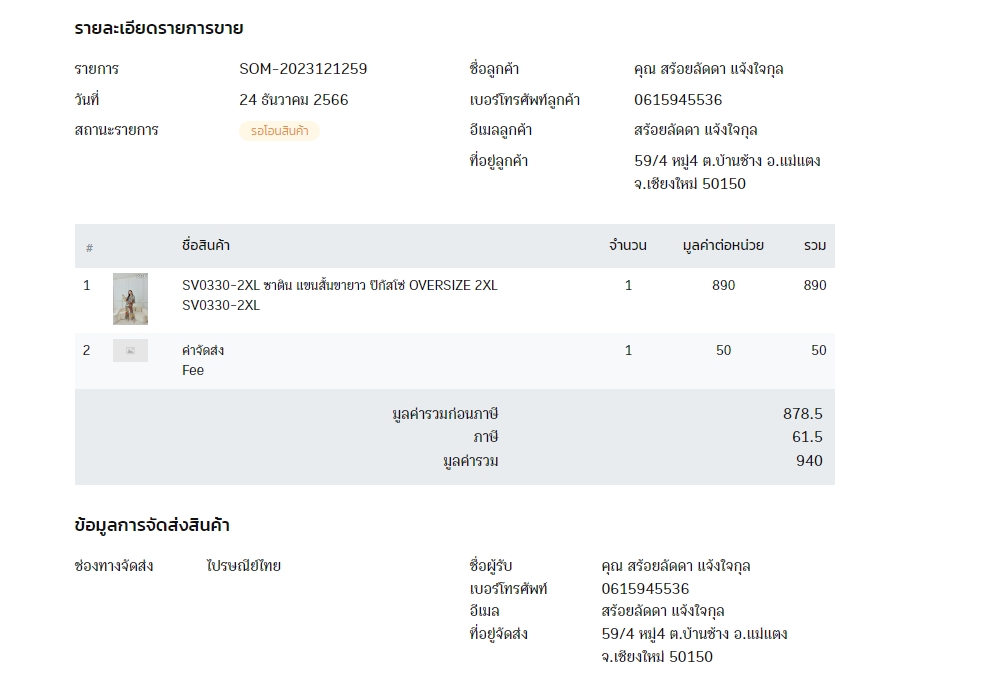 รายละเอียดรายการขาย
รายการ SOM-2023121259
วันที่ 24 ธันวาคม 2566
สถานะรายการ รอโอนสินค้า
ชื่อลูกค้า คุณ สร้อยลัดดา แจ้งใจกุล
เบอร์โทรศัพท์ลูกค้า 0615945536
อีเมลลูกค้า สร้อยลัดดา แจ้งใจกุล
ที่อยู่ลูกค้า 59/4 หมู่4 ต.บ้านช้าง อ.แม่แตง
จ.เชียงใหม่ 50150
# ชื่อสินค้า จำนวน มูลค่าต่อหน่วย รวม
1 SV0330-2XL ซาติน แขนสั้นขายาว ปิกัสโซ่ OVERSIZE 2XL 1 890 890
SV0330-2XL
2 ค่าจัดส่ง 1 50 50
Fee
มูลค่ารวมก่อนภาษี 878.5
ภาษี 61.5
มูลค่ารวม 940
ข้อมูลการจัดส่งสินค้า
ช่องทางจัดส่ง ไปรษณีย์ไทย
ชื่อผู้รับ คุณ สร้อยลัดดา แจ้งใจกุล
เบอร์โทรศัพท์ 0615945536
อีเมล สร้อยลัดดา แจ้งใจกุล
ที่อยู่จัดส่ง 59/4 หมู่4 ต.บ้านช้าง อ.แม่แตง
จ.เชียงใหม่ 50150